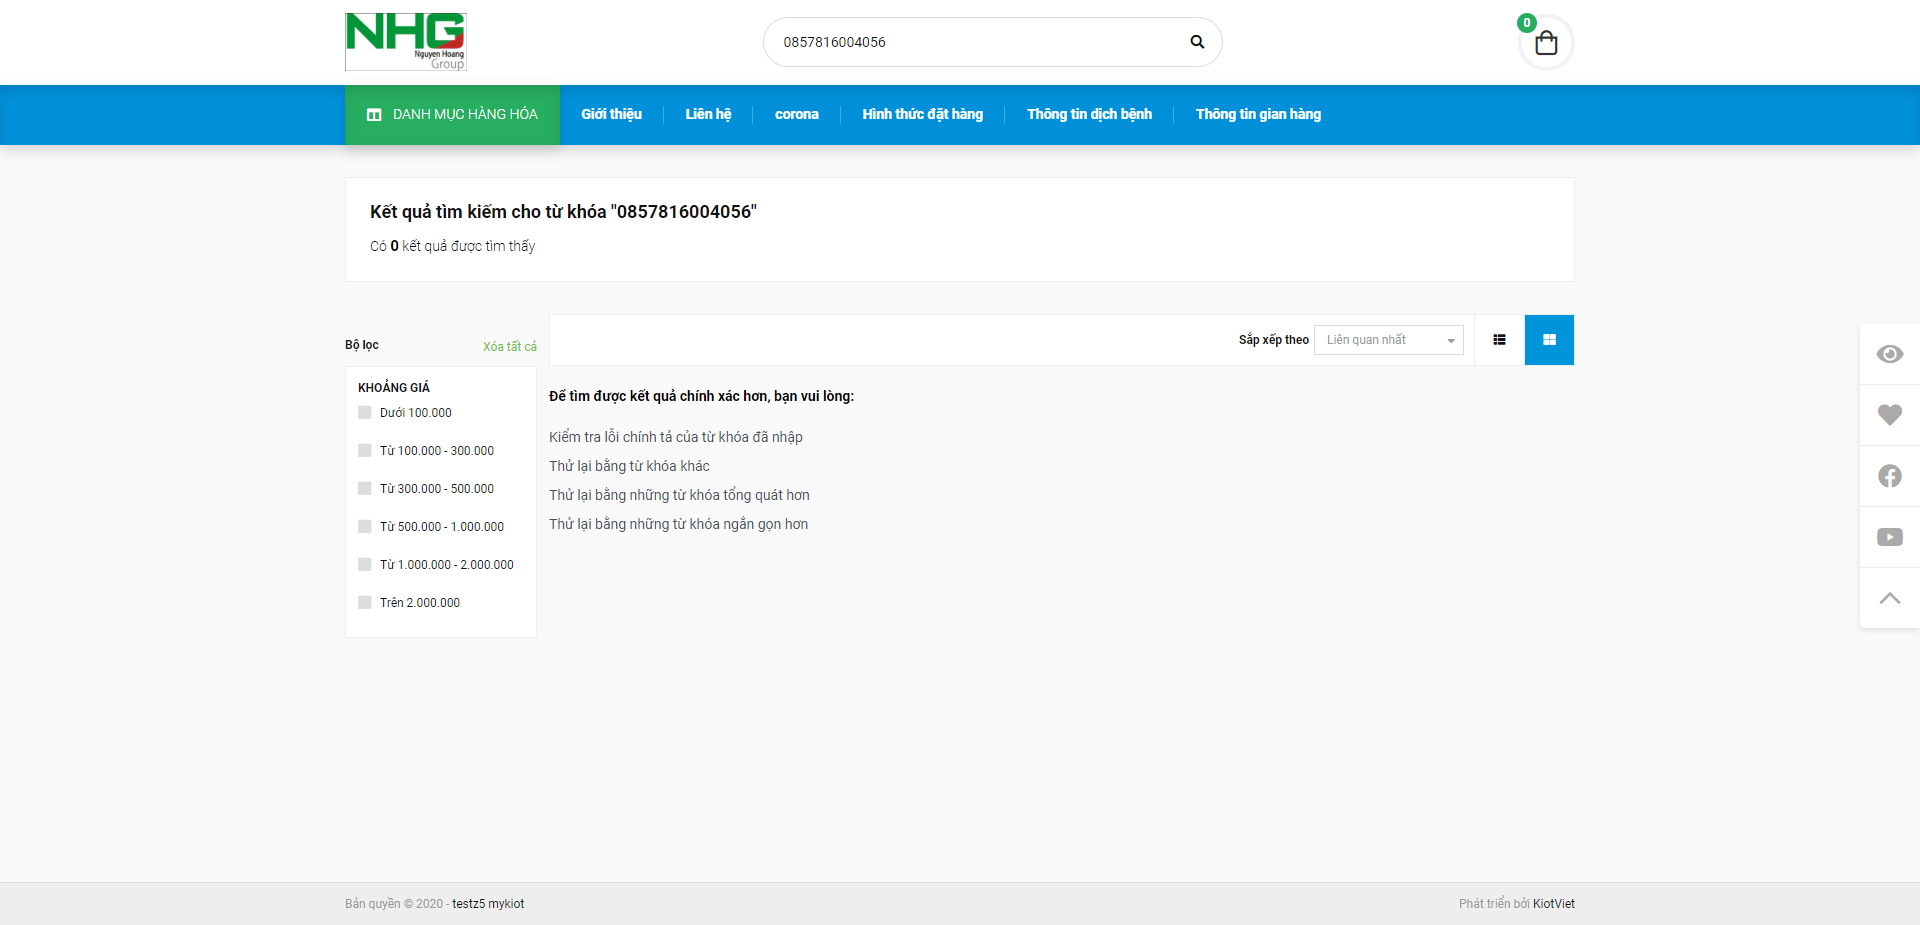 NHG
Nguyen Hoang
Group
0857816004056
0
DANH MỤC HÀNG HÓA
Giới thiệu
Liên hệ
corona
Hình thức đặt hàng
Thông tin dịch bệnh
Thông tin gian hàng
Kết quả tìm kiếm cho từ khóa "0857816004056"
Có 0 kết quả được tìm thấy
Bộ lọc
Xóa tất cả
KHOẢNG GIÁ
Dưới 100.000
Từ 100.000 - 300.000
Từ 300.000 - 500.000
Từ 500.000 - 1.000.000
Từ 1.000.000 - 2.000.000
Trên 2.000.000
Sắp xếp theo
Liên quan nhất
Để tìm được kết quả chính xác hơn, bạn vui lòng:
Kiểm tra lỗi chính tả của từ khóa đã nhập
Thử lại bằng từ khóa khác
Thử lại bằng những từ khóa tổng quát hơn
Thử lại bằng những từ khóa ngắn gọn hơn
Bản quyền © 2020 - testz5 mykiot
Phát triển bởi KiotViet